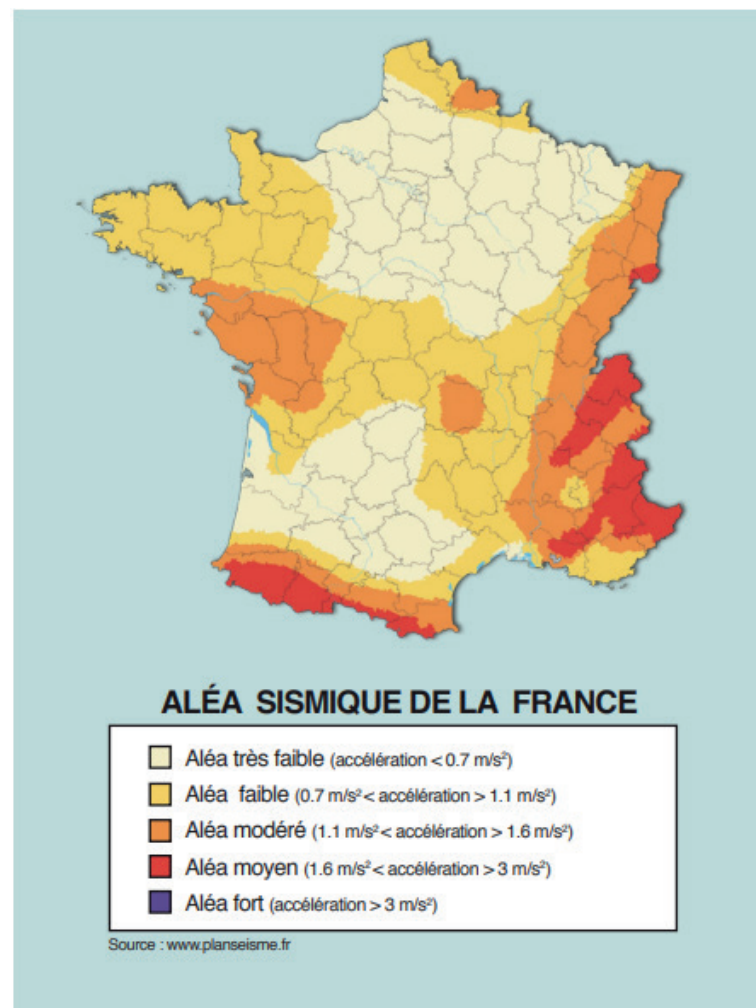 ALÉA SISMIQUE DE LA FRANCE
Aléa très faible (accélération < 0.7 m/s²)
Aléa faible (0.7 m/s² < accélération > 1.1 m/s²)
Aléa modéré (1.1 m/s² < accélération > 1.6 m/s²)
Aléa moyen (1.6 m/s² < accélération > 3 m/s²)
Aléa fort (accélération > 3 m/s²)
Source : www.planseisme.fr